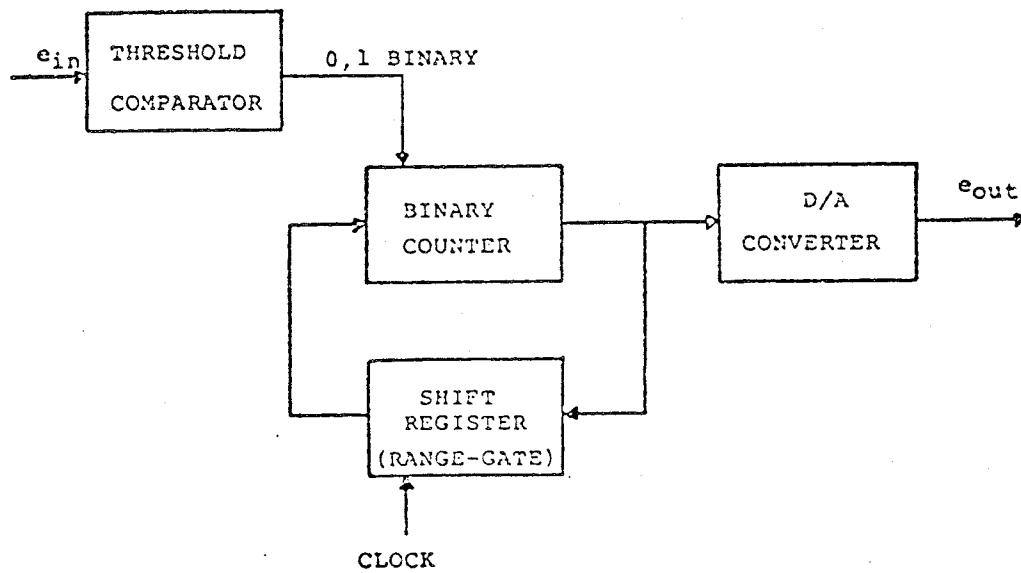 e_in
THRESHOLD
COMPARATOR
0,1 BINARY
BINARY
COUNTER
D/A
CONVERTER
e_out
SHIFT
REGISTER
(RANGE-GATE)
CLOCK